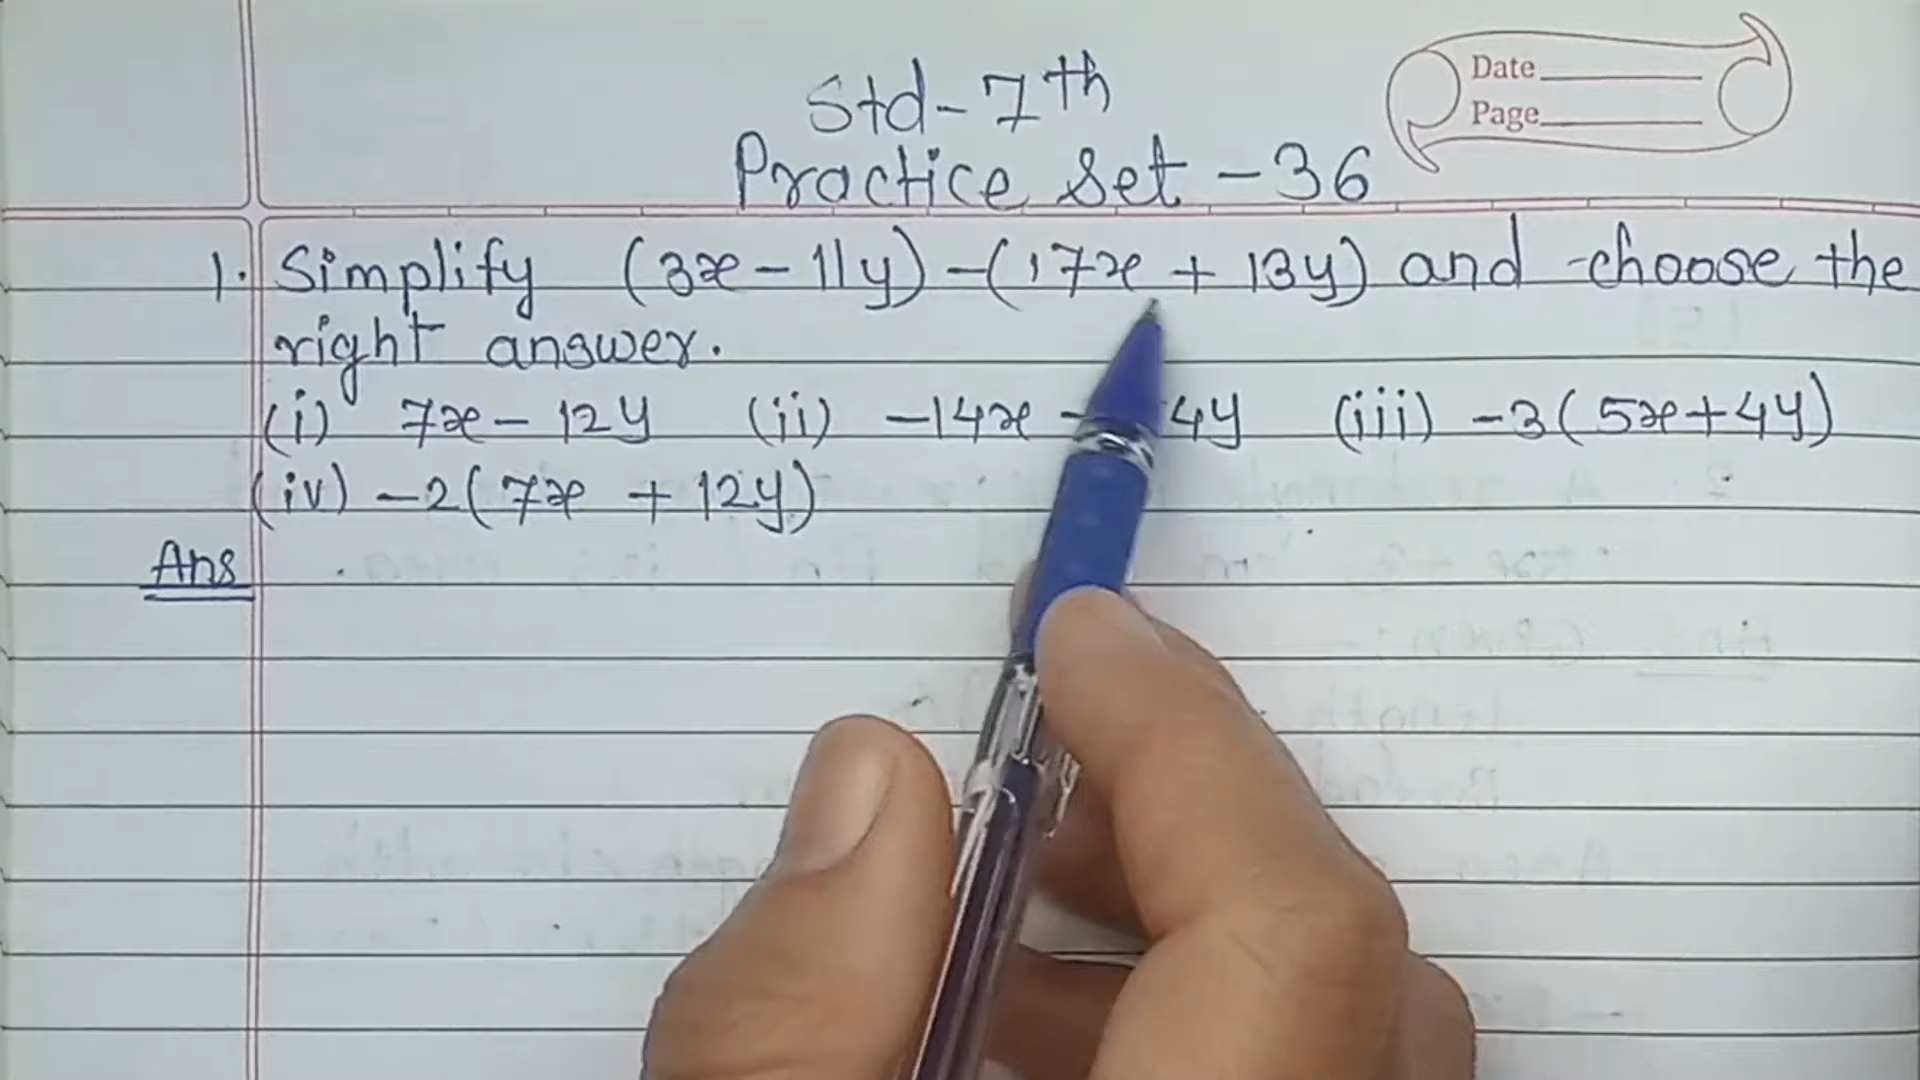 Date
Page
Std-7th
Practice Set -36
1. Simplify (3x-11y)-(17x+13y) and choose the
right answer.
(i) 7x-12y (ii) -14x - 4y (iii) -3(5x+4y)
(iv) -2(7x +12y)
Ans